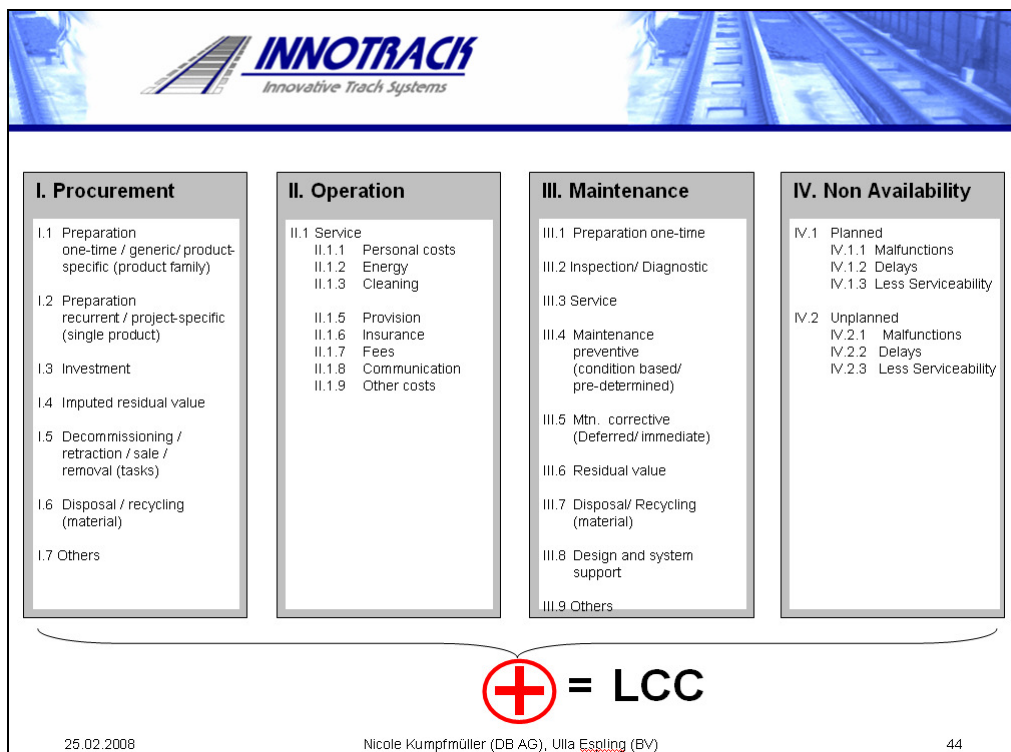 INNOTRACK
Innovative Track Systems
I. Procurement
I.1 Preparation
one-time / generic/ product-
specific (product family)
I.2 Preparation
recurrent / project-specific
(single product)
I.3 Investment
I.4 Imputed residual value
I.5 Decommissioning /
retraction / sale /
removal (tasks)
I.6 Disposal / recycling
(material)
I.7 Others
II. Operation
II.1 Service
II.1.1 Personal costs
II.1.2 Energy
II.1.3 Cleaning
II.1.5 Provision
II.1.6 Insurance
II.1.7 Fees
II.1.8 Communication
II.1.9 Other costs
III. Maintenance
III.1 Preparation one-time
III.2 Inspection/ Diagnostic
III.3 Service
III.4 Maintenance
preventive
(condition based/
pre-determined)
III.5 Mtn. corrective
(Deferred/ immediate)
III.6 Residual value
III.7 Disposal/ Recycling
(material)
III.8 Design and system
support
III.9 Others
IV. Non Availability
IV.1 Planned
IV.1.1 Malfunctions
IV.1.2 Delays
IV.1.3 Less Serviceability
IV.2 Unplanned
IV.2.1 Malfunctions
IV.2.2 Delays
IV.2.3 Less Serviceability
+ = LCC
25.02.2008 Nicole Kumpfmüller (DB AG), Ulla Espling (BV) 44